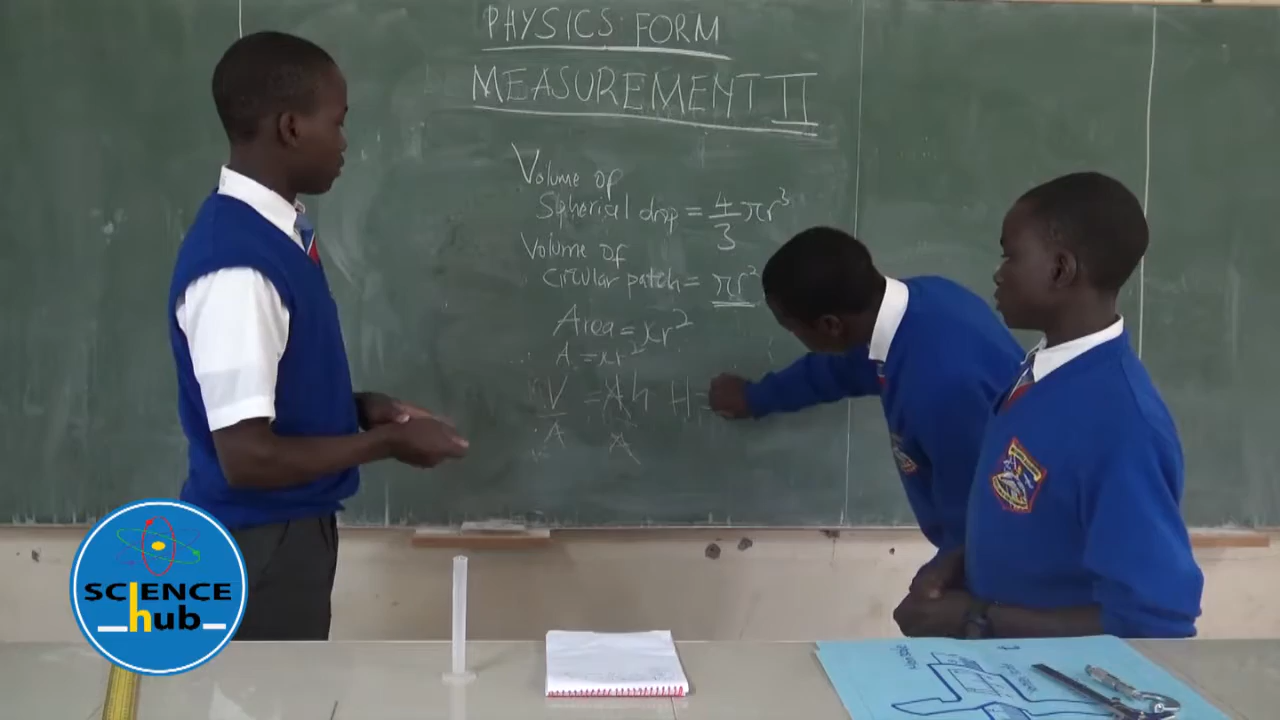 PHYSICS FORM
MEASUREMENT II
Volume of
Spherical drop = 4/3 πr³
Volume of
Circular patch = πr²
Area = πr²
A = πr²
V/A = Ah/A H=
SCIENCE
hub